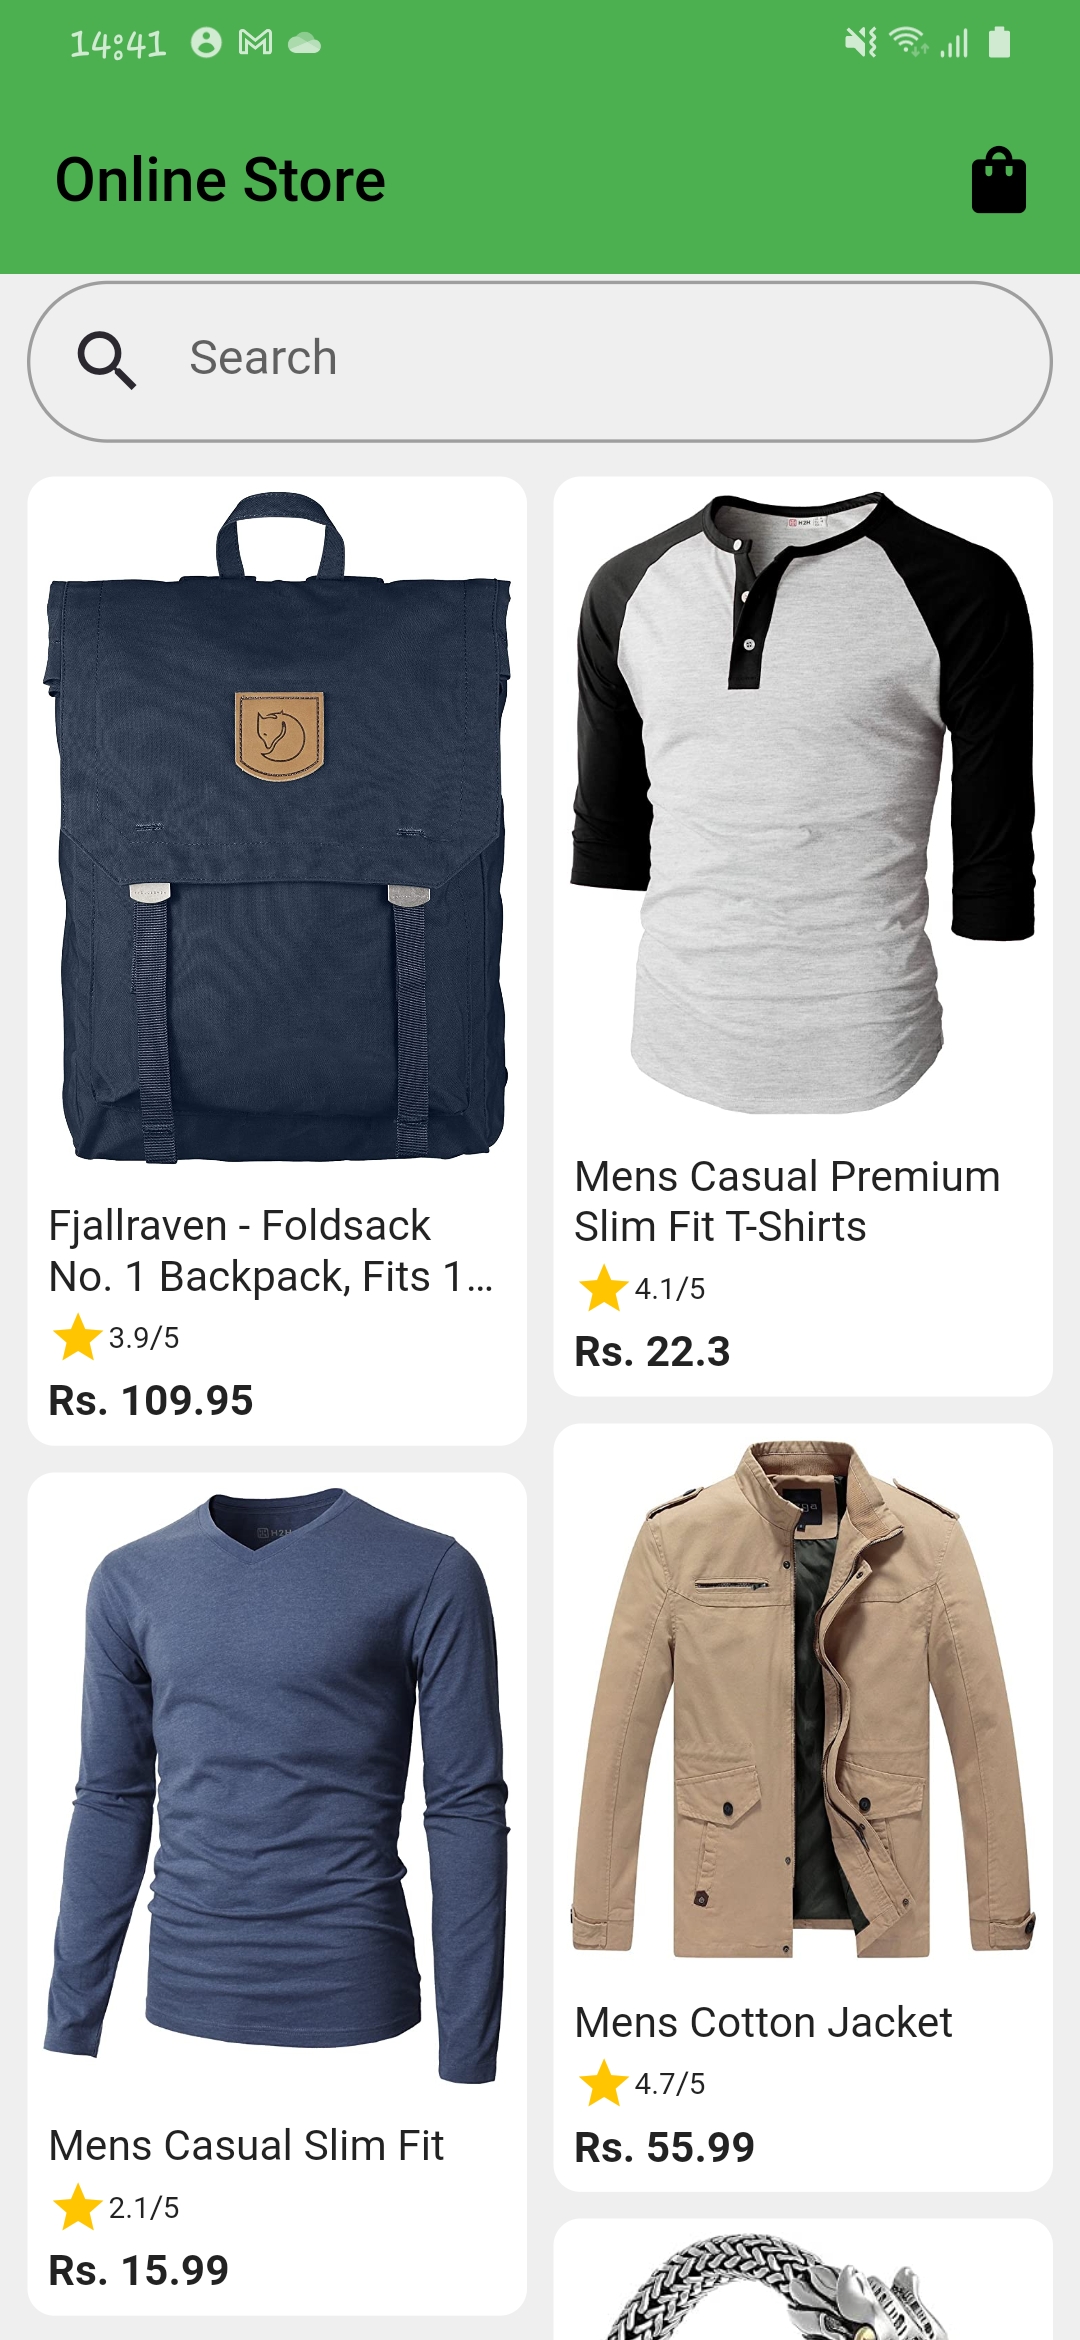 14:41
Online Store
Search
H2H
Fjallraven - Foldsack
No. 1 Backpack, Fits 1...
3.9/5
Rs. 109.95
Mens Casual Premium
Slim Fit T-Shirts
4.1/5
Rs. 22.3
H2H
Mens Casual Slim Fit
2.1/5
Rs. 15.99
Mens Cotton Jacket
4.7/5
Rs. 55.99